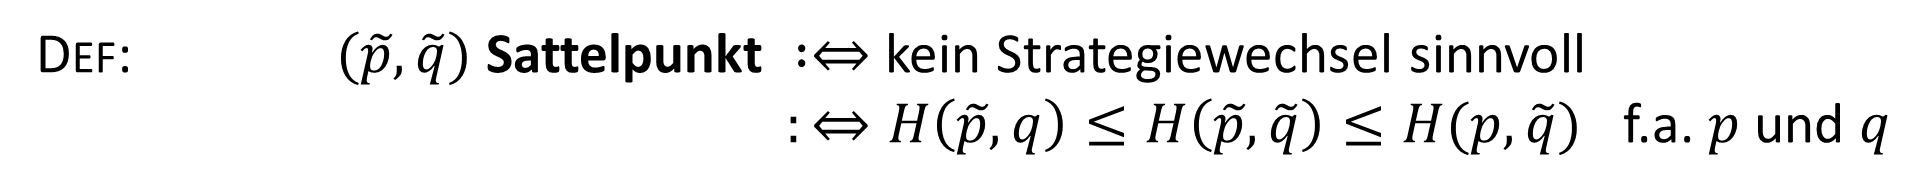 DEF: (p̃, q̃) Sattelpunkt :⟺ kein Strategiewechsel sinnvoll
:⟺ H(p̃, q) ≤ H(p̃, q̃) ≤ H(p, q̃) f.a. p und q